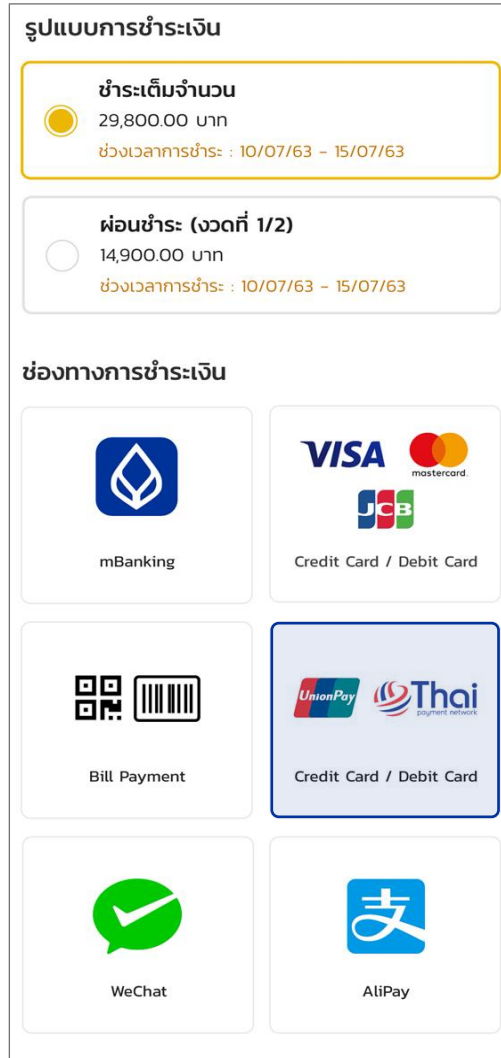 รูปแบบการชำระเงิน
ชำระเต็มจำนวน
29,800.00 บาท
ช่วงเวลาการชำระ : 10/07/63 - 15/07/63
ผ่อนชำระ (งวดที่ 1/2)
14,900.00 บาท
ช่วงเวลาการชำระ : 10/07/63 - 15/07/63
ช่องทางการชำระเงิน
VISA
mastercard.
JCB
mBanking
Credit Card / Debit Card
UnionPay
Thai
payment network
Bill Payment
Credit Card / Debit Card
支
WeChat
AliPay